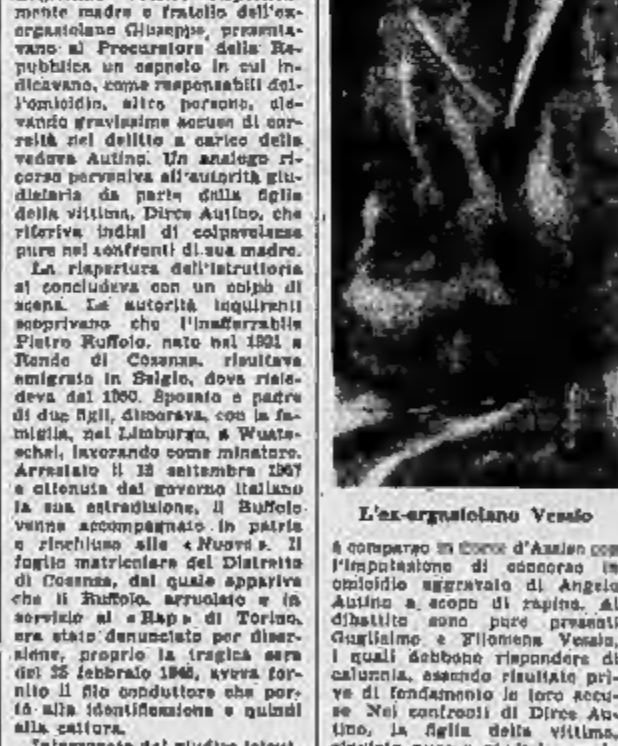 mente madre e fratello dell'ex-
ergastolano Giuseppe, presenta-
vano al Procuratore della Re-
pubblica un esposto in cui in-
dicavano, come responsabili del-
l'omicidio, altre persone, ele-
vando gravissime accuse di cor-
reità nel delitto a carico della
vedova Autino. Un analogo ri-
corso perveniva all'autorità giu-
diziaria da parte della figlia
della vittima, Dirce Autino, che
riferiva indizi di colpevolezza
pure nei confronti di sua madre.
La riapertura dell'istruttoria
si concludeva con un colpo di
scena. Le autorità inquirenti
scoprivano che l'inafferrabile
Pietro Ruffolo, nato nel a
Rende di Cosenza, risultava
emigrato in Belgio, dove risie-
deva dal 1950. Sposato e padre
di due figli, dimorava, con la fa-
miglia, nel Limburgo, a
lavorando come minatore.
Arrestato il settembre 1957
e ottenuta dal governo italiano
la sua estradizione, il Ruffolo
venne accompagnato in patria
e rinchiuso alle «Nuove». Il
foglio matricolare del Distretto
di Cosenza, dal quale appariva
che il Ruffolo, arruolato e in
servizio al «Rap» di Torino,
era stato denunciato per diser-
zione, proprio la tragica sera
del febbraio aveva for-
nito il filo conduttore che por-
tò alla identificazione e quindi
alla cattura.
L'ex-ergastolano Vessio
è comparso in Corte d'Assise con
l'imputazione di concorso in
omicidio aggravato di Angelo
Autino a scopo di rapina. Al
dibattito sono pure presenti
Guglielmo e Filomena Vessio,
i quali debbono rispondere di
calunnia, essendo risultate pri-
ve di fondamento le loro accu-
se Nei confronti di Dirce Au-
tino, la figlia della vittima,